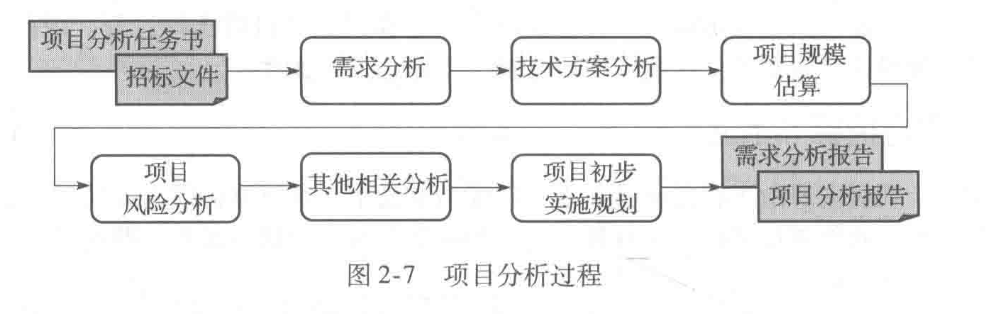 项目分析任务书
招标文件
需求分析
技术方案分析
项目规模
估算
项目
风险分析
其他相关分析
项目初步
实施规划
需求分析报告
项目分析报告
图 2-7 项目分析过程